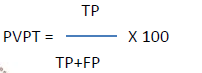 TP
PVPT = X 100
TP+FP